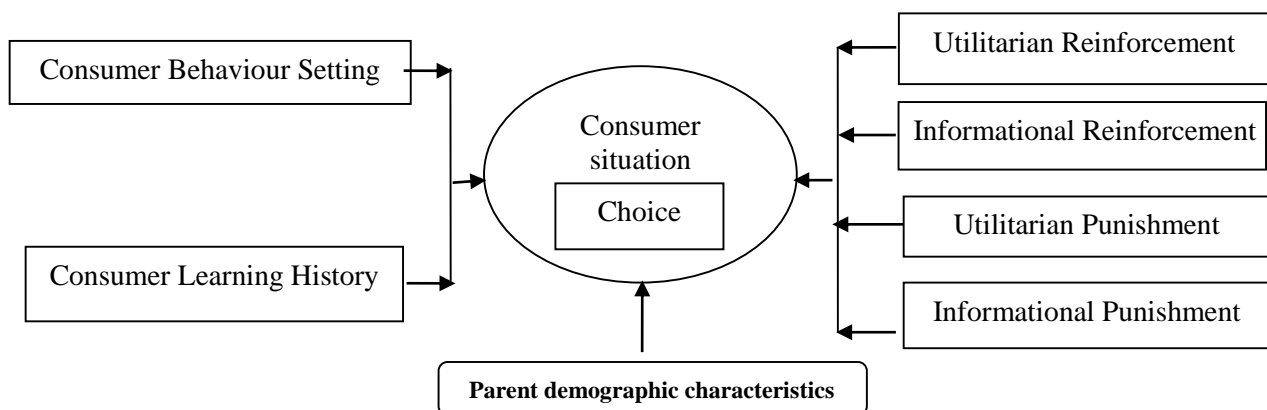 Consumer Behaviour Setting
Consumer Learning History
Consumer
situation
Choice
Parent demographic characteristics
Utilitarian Reinforcement
Informational Reinforcement
Utilitarian Punishment
Informational Punishment